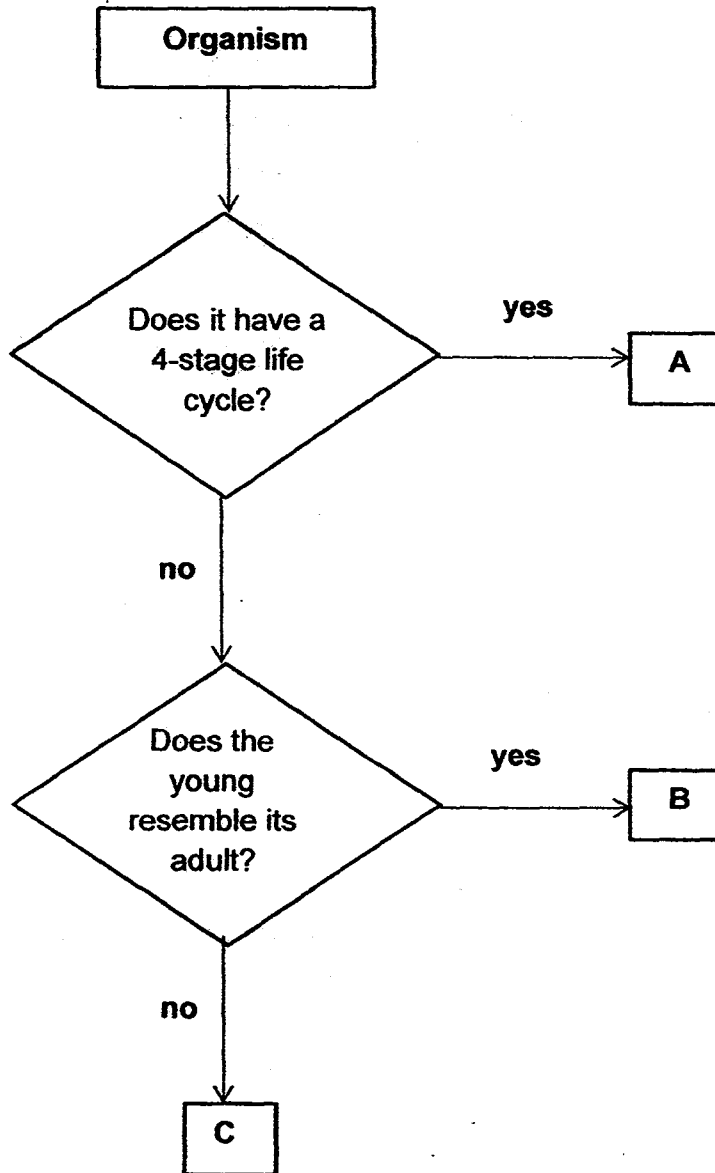 Organism
Does it have a
4-stage life
cycle?
yes
A
no
Does the
young
resemble its
adult?
yes
B
no
C